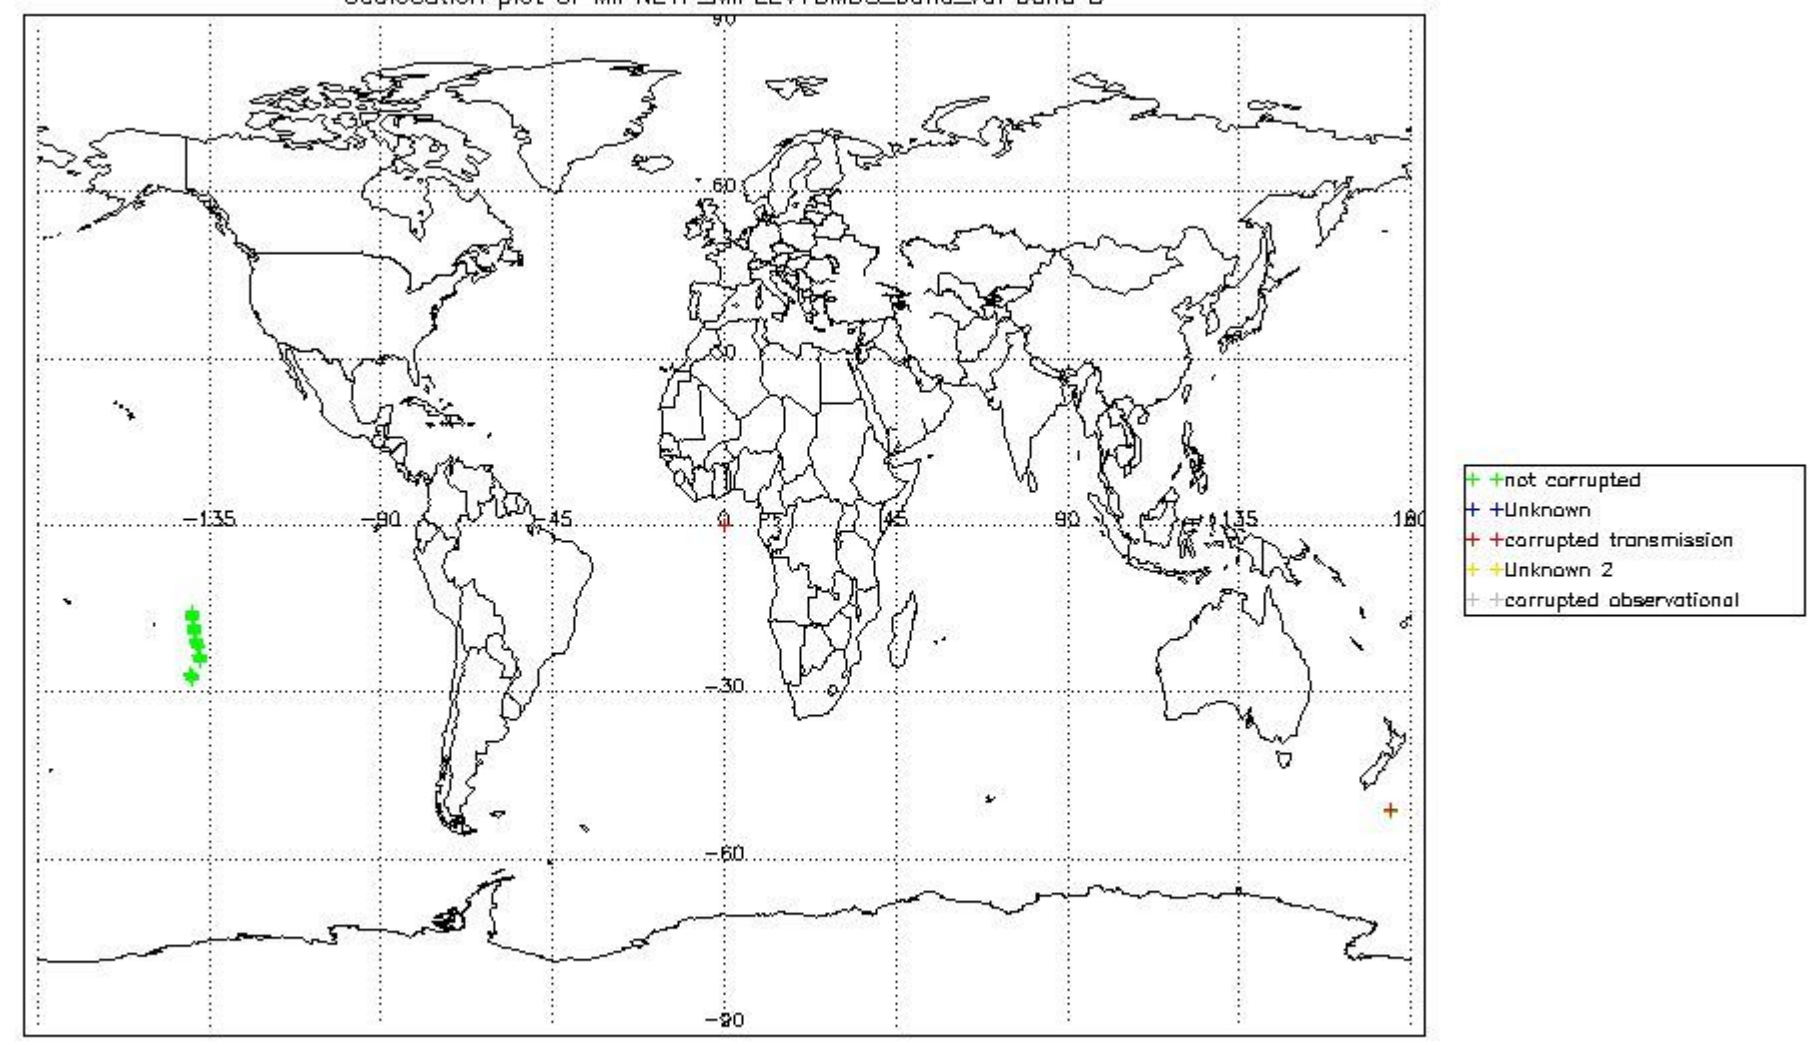 90
60
30
-135 -90 -45 0 45 90 135 180
-30
-60
-90
not corrupted
Unknown
corrupted transmission
Unknown 2
corrupted observational